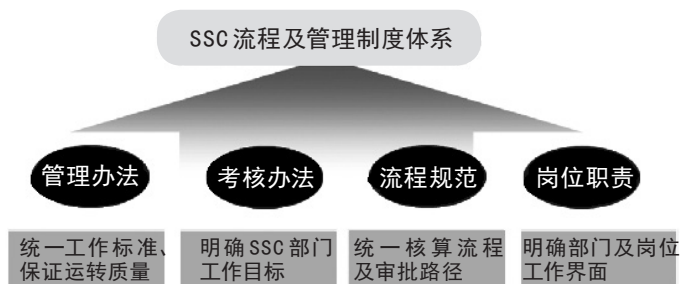 SSC流程及管理制度体系
管理办法
考核办法
流程规范
岗位职责
统一工作标准、
保证运转质量
明确SSC部门
工作目标
统一核算流程
及审批路径
明确部门及岗位
工作界面